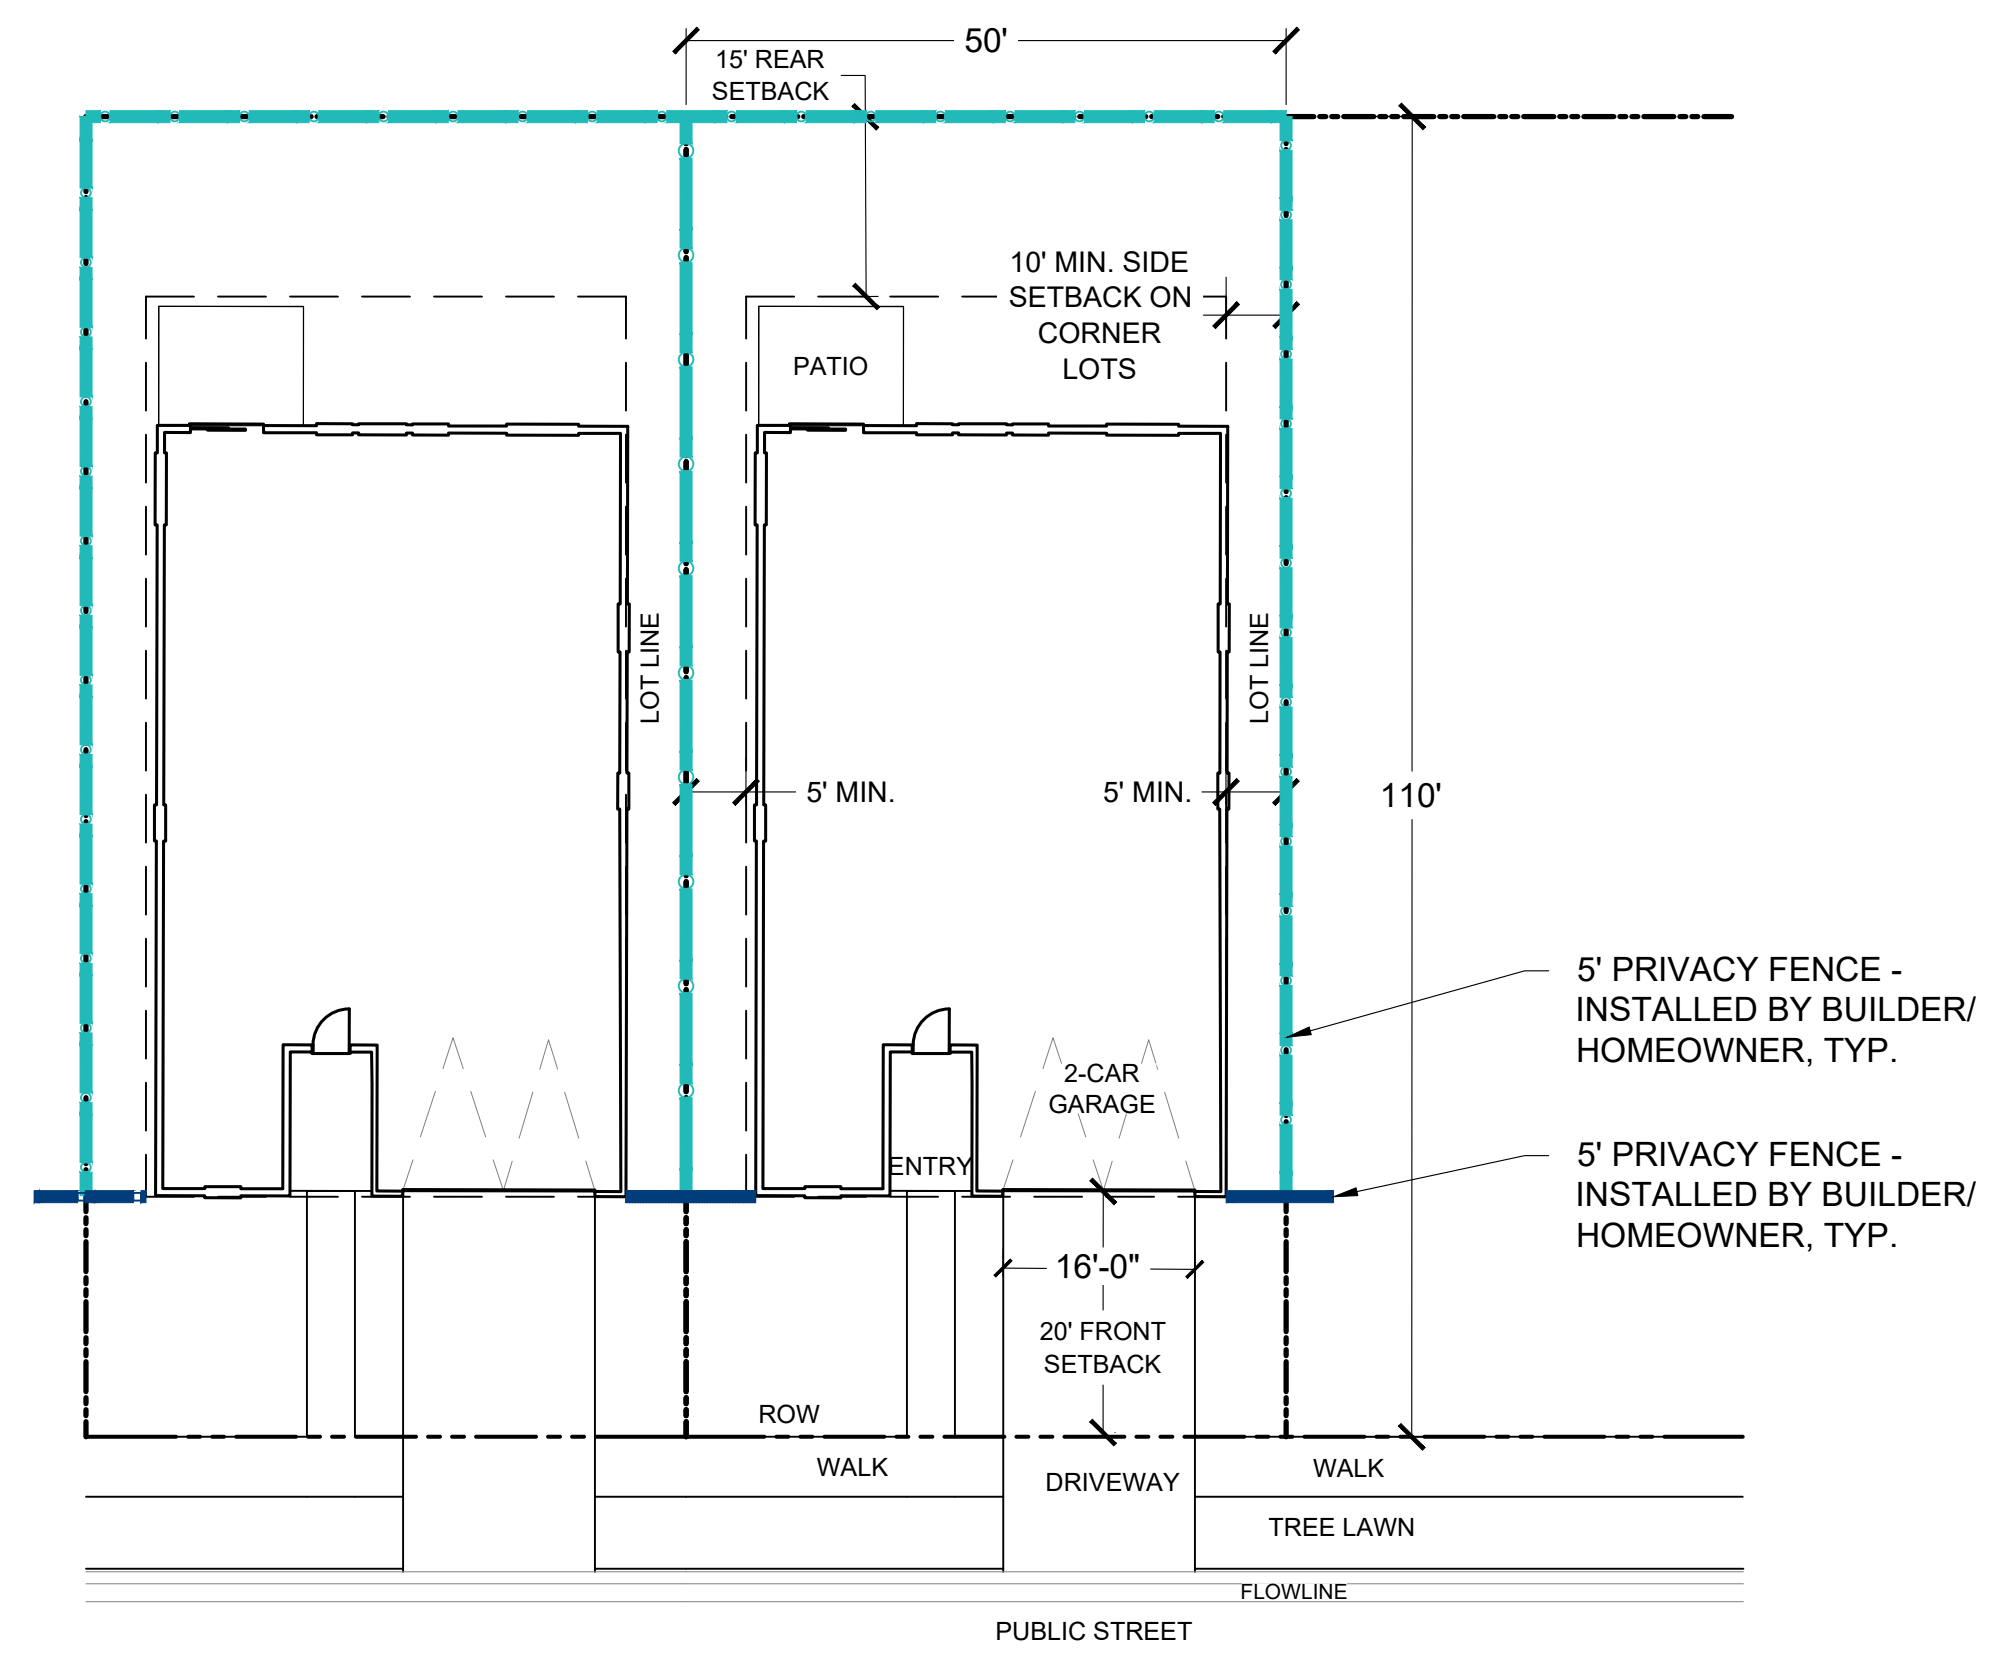 50'
15' REAR
SETBACK
10' MIN. SIDE
SETBACK ON
CORNER
LOTS
PATIO
LOT LINE
LOT LINE
5' MIN.
5' MIN.
110'
5' PRIVACY FENCE -
INSTALLED BY BUILDER/
HOMEOWNER, TYP.
2-CAR
GARAGE
ENTRY
5' PRIVACY FENCE -
INSTALLED BY BUILDER/
HOMEOWNER, TYP.
16'-0"
20' FRONT
SETBACK
ROW
WALK
DRIVEWAY
WALK
TREE LAWN
FLOWLINE
PUBLIC STREET